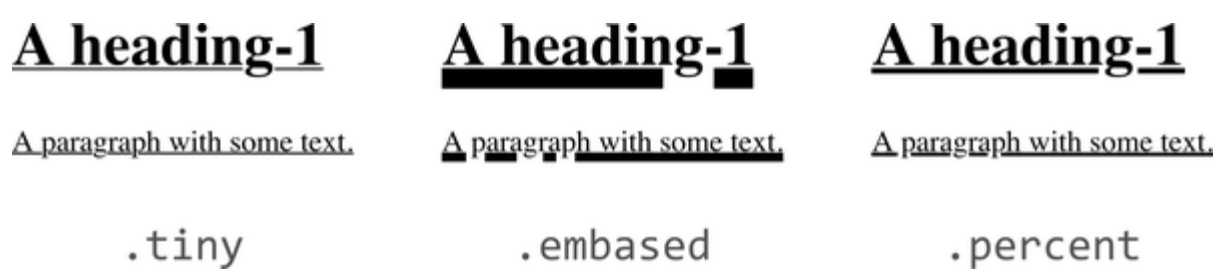 A heading-1 A heading-1 A heading-1
A paragraph with some text. A paragraph with some text. A paragraph with some text.
.tiny .embased .percent